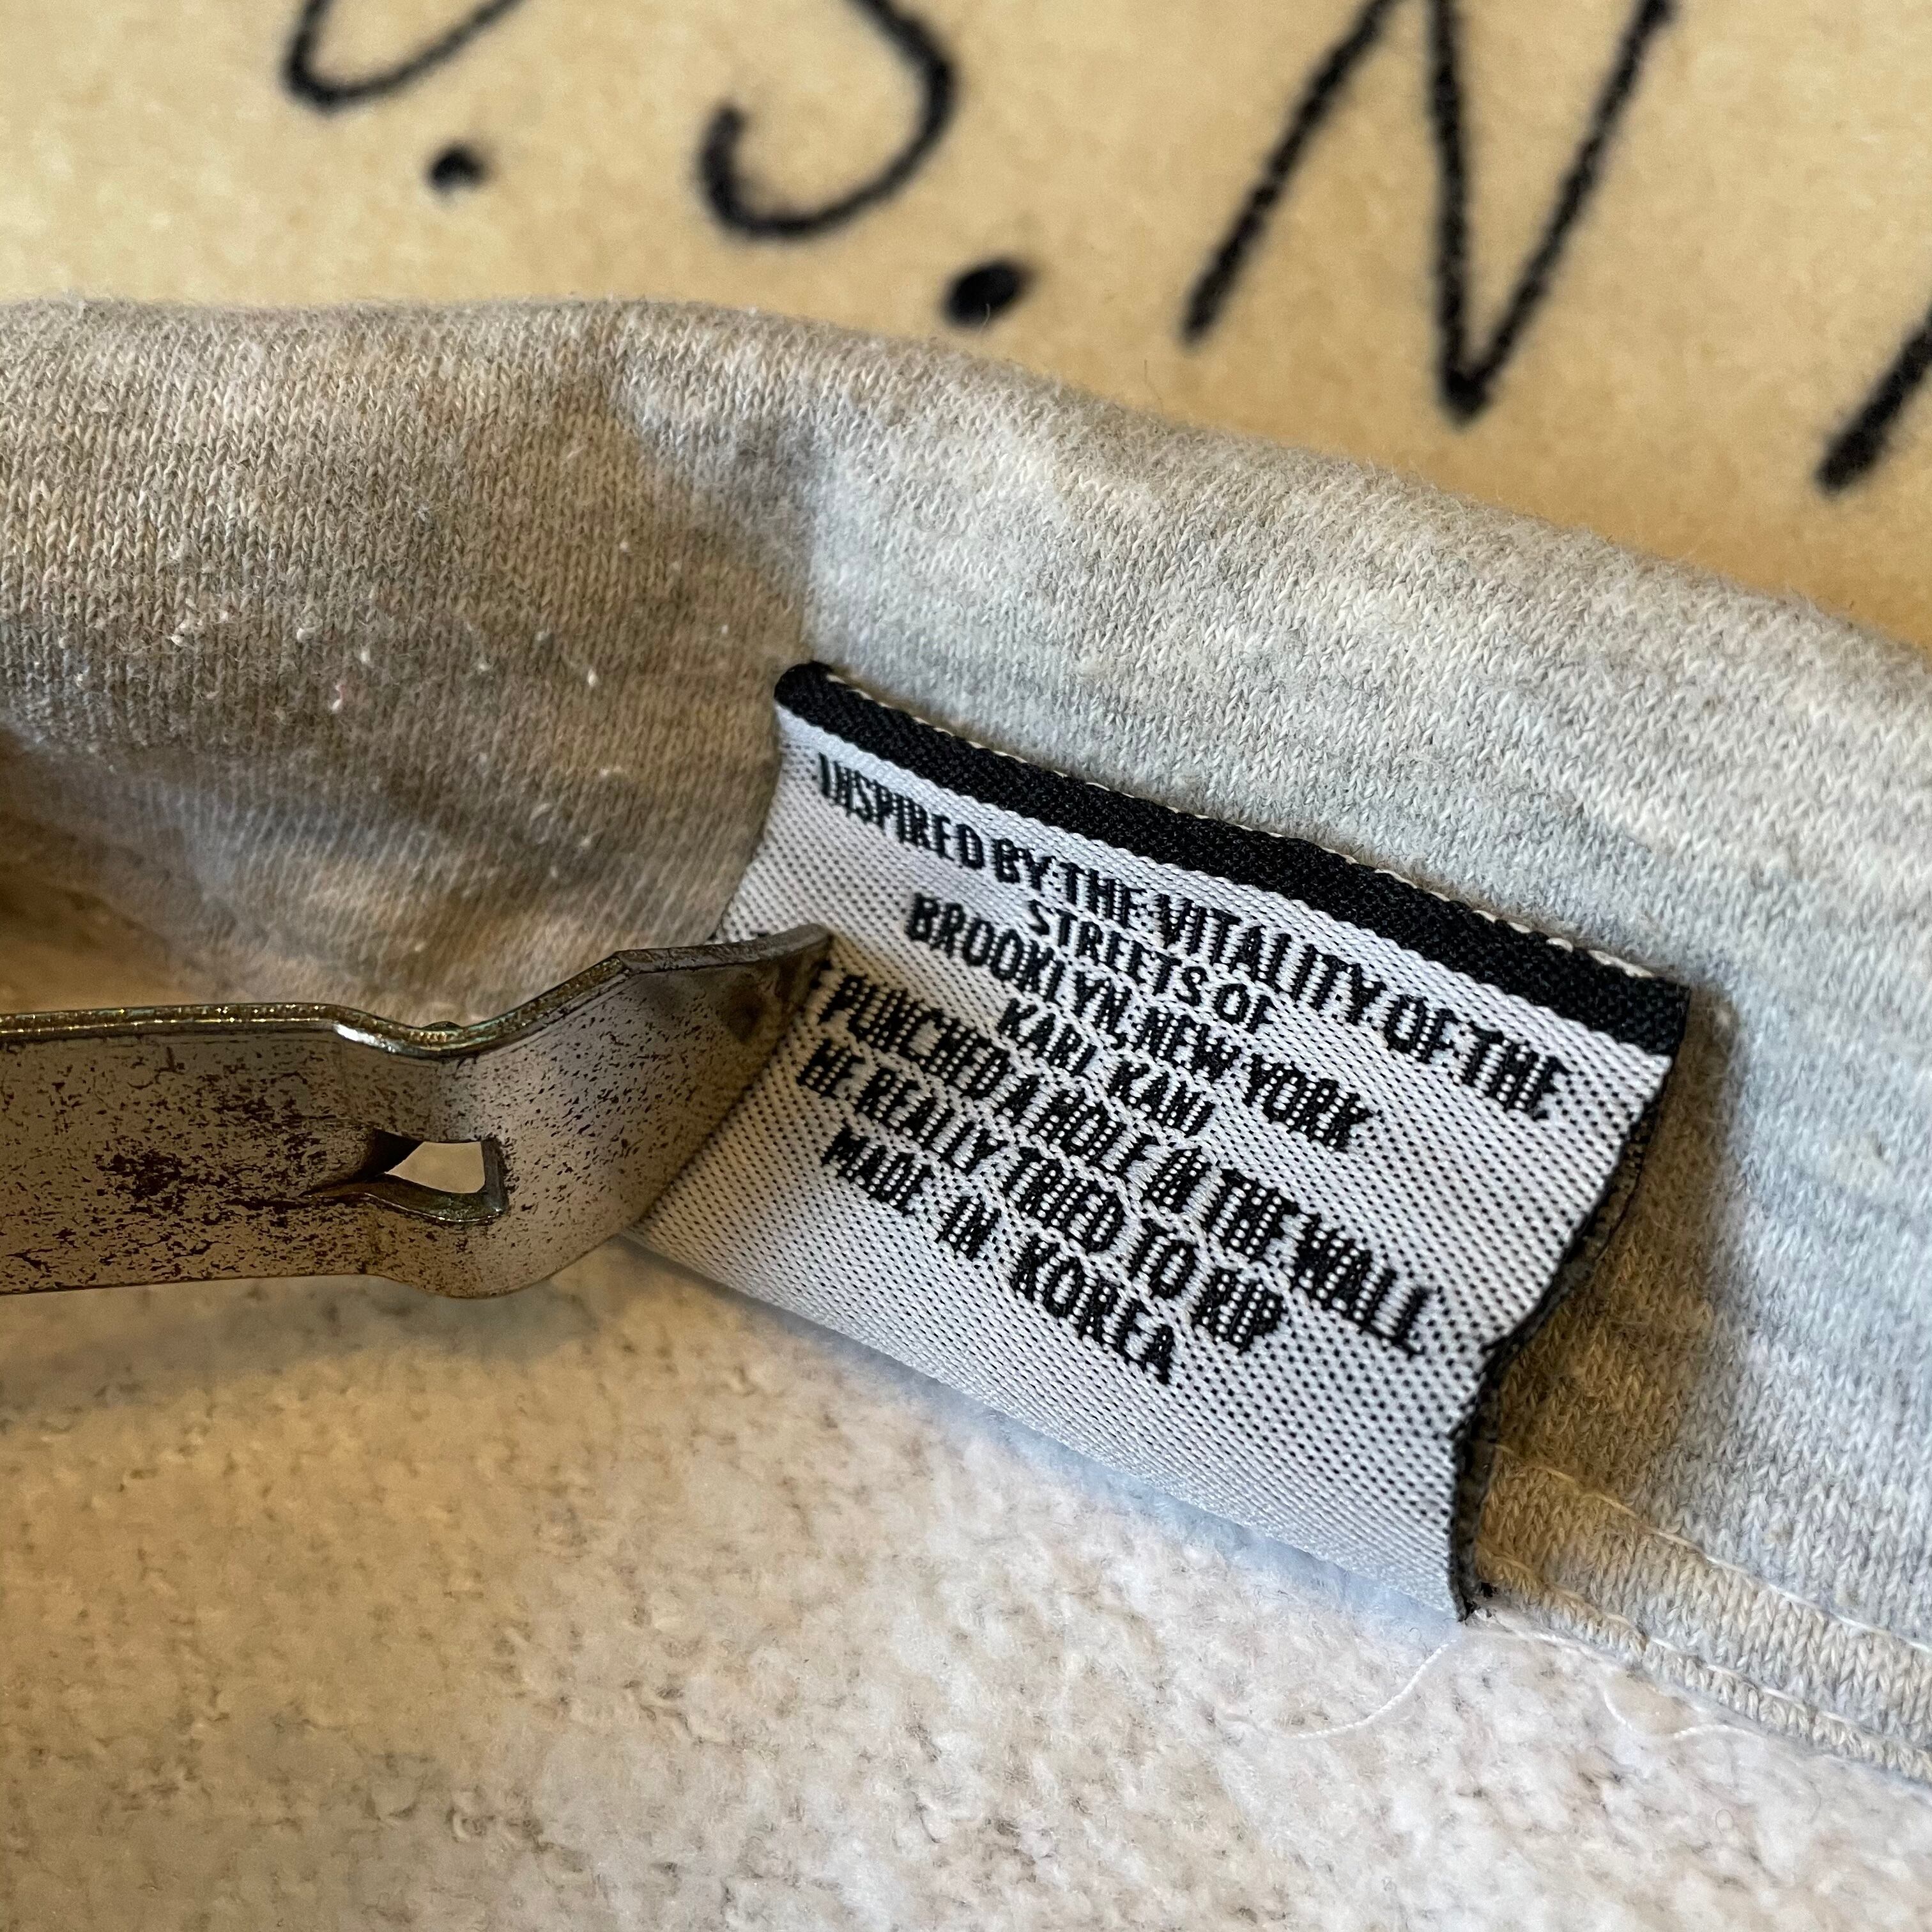 U.S.N
INSPIRED BY THE VITALITY OF THE
STREETS OF
BROOKLYN, NEW YORK
KARL KANI
PUNCHED A HOLE IN THE WALL
HE REALLY TRIED TO RIP
MADE IN KOREA